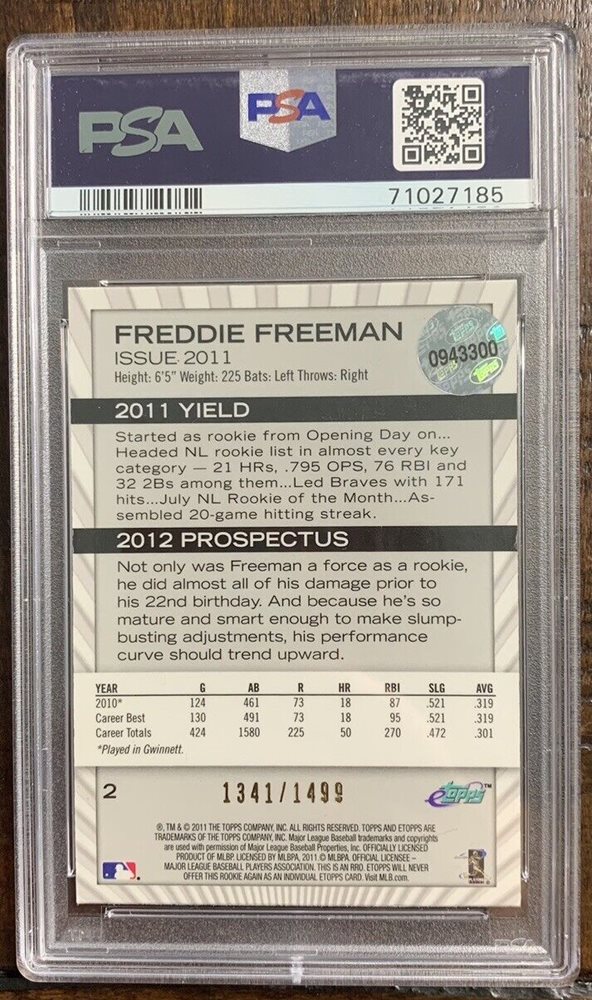 PSA
PSA
71027185
FREDDIE FREEMAN
ISSUE 2011
0943300
Height: 6'5" Weight: 225 Bats: Left Throws: Right
2011 YIELD
Started as rookie from Opening Day on...
Headed NL rookie list in almost every key
category — 21 HRs, .795 OPS, 76 RBI and
32 2Bs among them...Led Braves with 171
hits...July NL Rookie of the Month...As-
sembled 20-game hitting streak.
2012 PROSPECTUS
Not only was Freeman a force as a rookie,
he did almost all of his damage prior to
his 22nd birthday. And because he's so
mature and smart enough to make slump-
busting adjustments, his performance
curve should trend upward.
YEAR G AB R HR RBI SLG AVG
2010* 124 461 73 18 87 .521 .319
Career Best 130 491 73 18 95 .521 .319
Career Totals 424 1580 225 50 270 .472 .301
*Played in Gwinnett.
2
1341/1499
etopps™
®, TM & © 2011 THE TOPPS COMPANY, INC. ALL RIGHTS RESERVED. TOPPS AND ETOPPS ARE
TRADEMARKS OF THE TOPPS COMPANY, INC. Major League Baseball trademarks and copyrights
are used with permission of Major League Baseball Properties, Inc. OFFICIALLY LICENSED
PRODUCT OF MLBP. LICENSED BY MLBPA, 2011.© MLBPA. OFFICIAL LICENSEE –
MAJOR LEAGUE BASEBALL PLAYERS ASSOCIATION. THIS IS AN RRO. ETOPPS WILL NEVER
OFFER THIS ROOKIE AGAIN AS AN INDIVIDUAL ETOPPS CARD. Visit MLB.com.
PSA